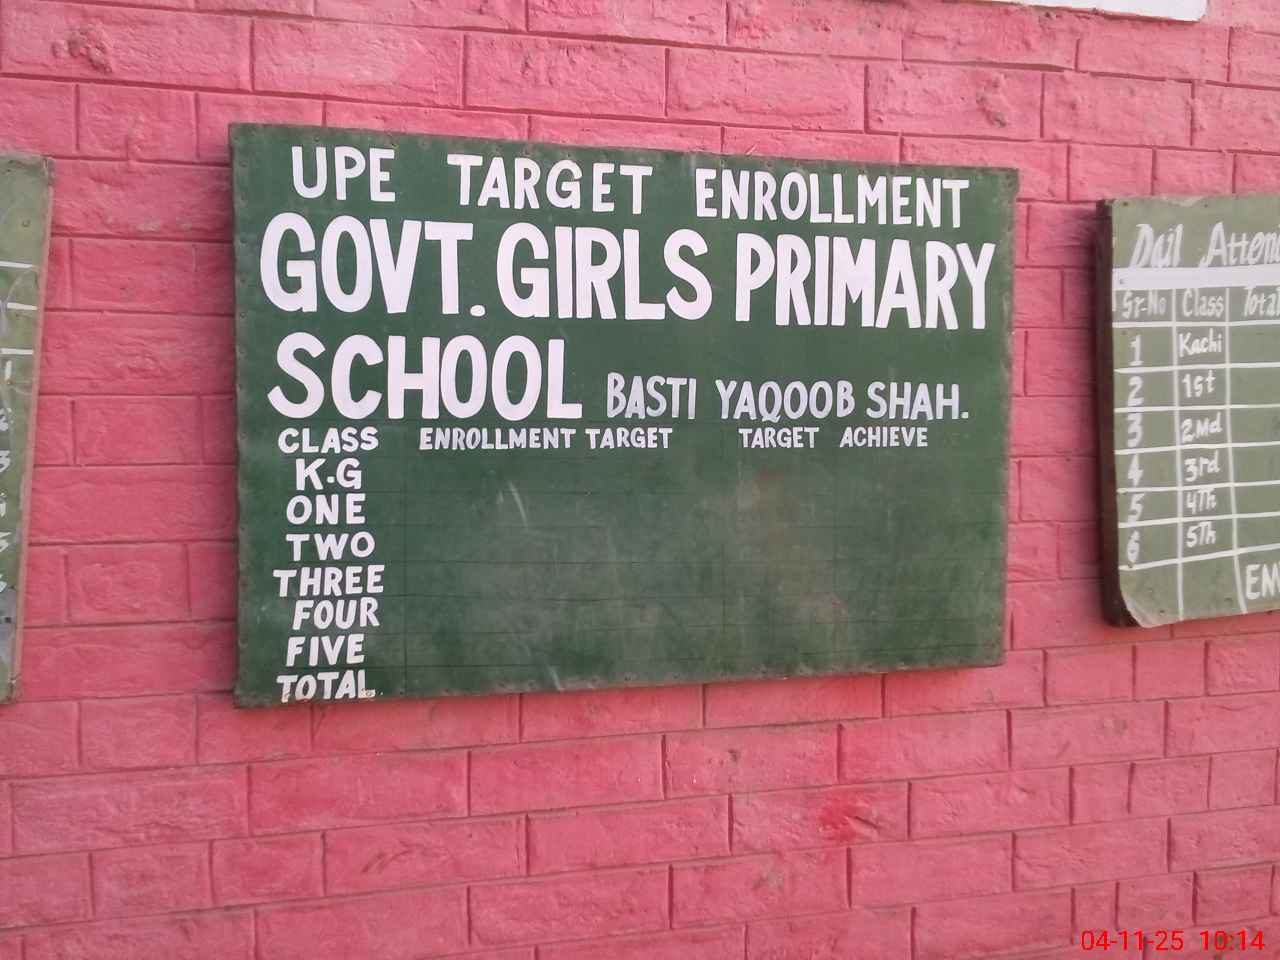 UPE TARGET ENROLLMENT
GOVT. GIRLS PRIMARY
SCHOOL BASTI YAQOOB SHAH.
CLASS ENROLLMENT TARGET TARGET ACHIEVE
K.G
ONE
TWO
THREE
FOUR
FIVE
TOTAL
Sr.No Class
1 Kachi
2 1st
3 2nd
4 3rd
5 4Th
6 5Th
04-11-25 10:14